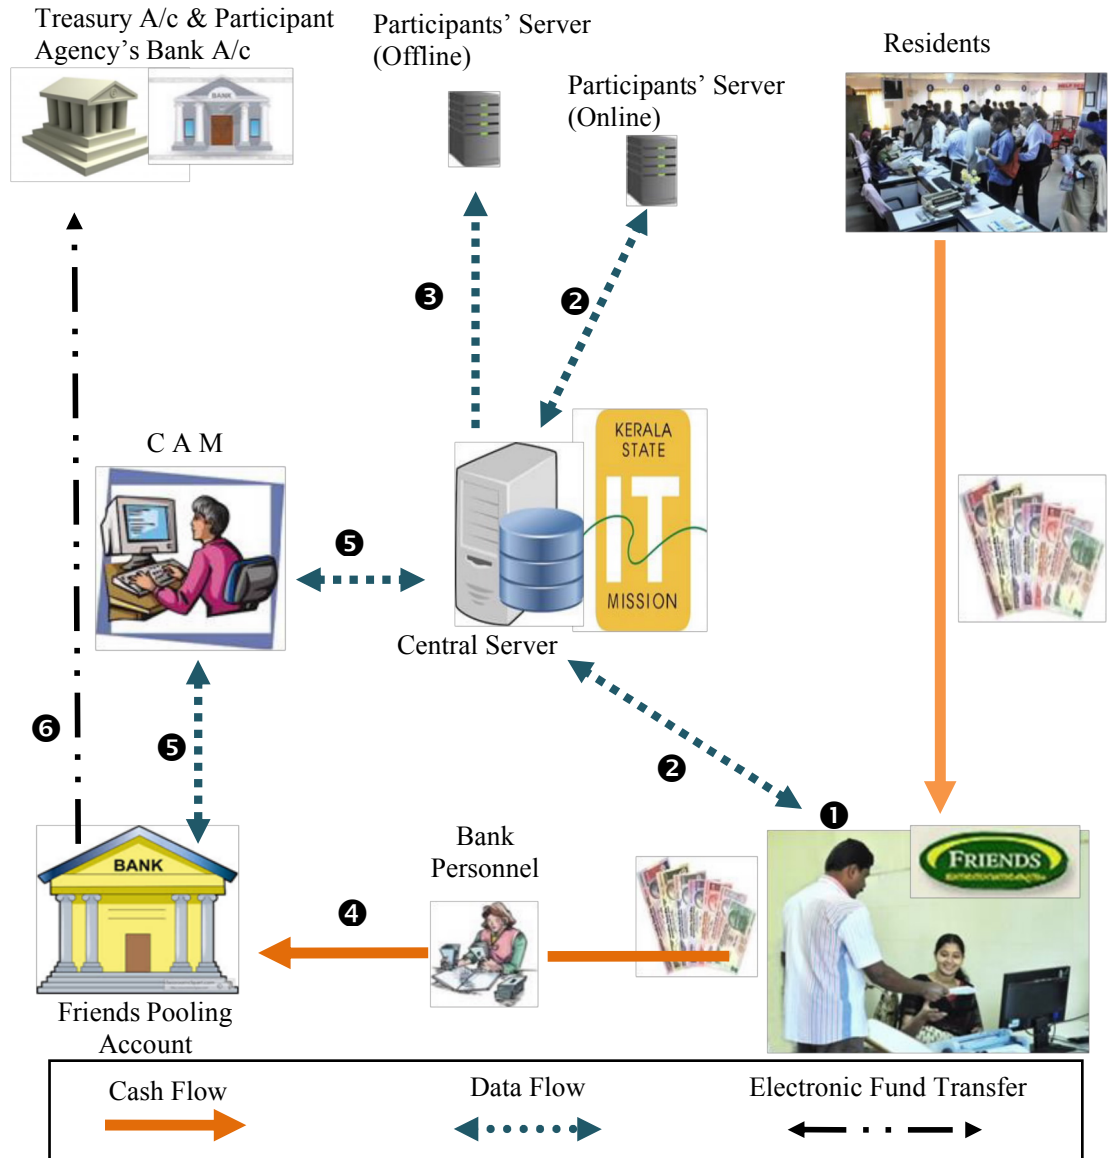 Treasury A/c & Participant
Agency's Bank A/c
Participants' Server
(Offline)
Participants' Server
(Online)
Residents
BANK
❸
❷
C A M
KERALA
STATE
IT
MISSION
❺
Central Server
❻
❺
❷
❶
FRIENDS
Bank
Personnel
BANK
❹
Friends Pooling
Account
Cash Flow
Data Flow
Electronic Fund Transfer